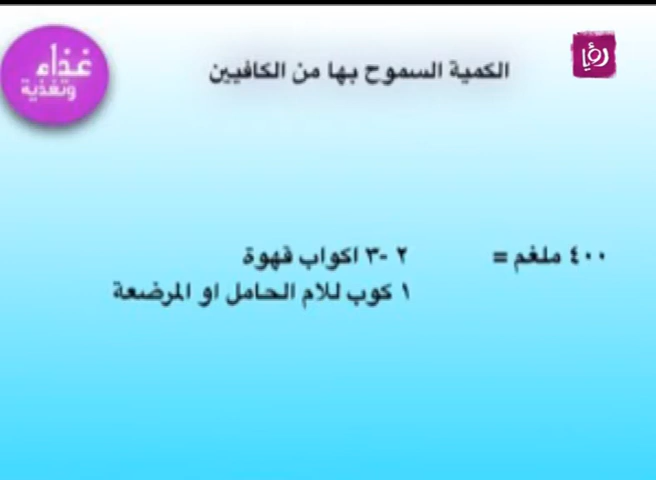 رؤيا
الكمية السموح بها من الكافيين
غذاء
وتغذية
٤٠٠ ملغم = ٢ -٣ اكواب قهوة
١ كوب للام الحامل او المرضعة